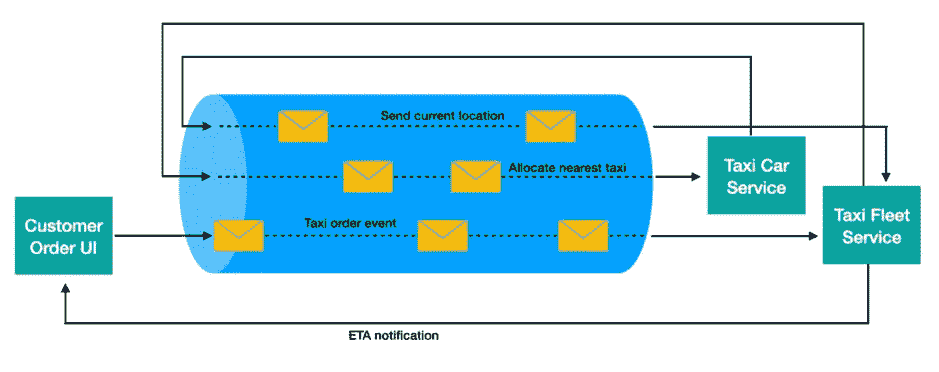 Send current location
Allocate nearest taxi
Taxi Car
Service
Customer
Order UI
Taxi order event
Taxi Fleet
Service
ETA notification